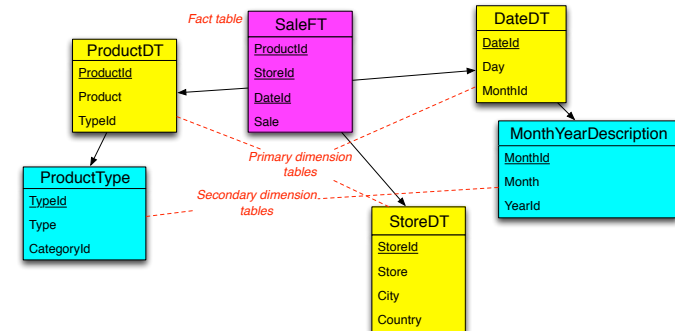 Fact table
SaleFT
ProductId
StoreId
DateId
Sale
DateDT
DateId
Day
MonthId
ProductDT
ProductId
Product
TypeId
MonthYearDescription
MonthId
Month
YearId
Primary dimension
tables
ProductType
TypeId
Type
CategoryId
Secondary dimension
tables
StoreDT
StoreId
Store
City
Country